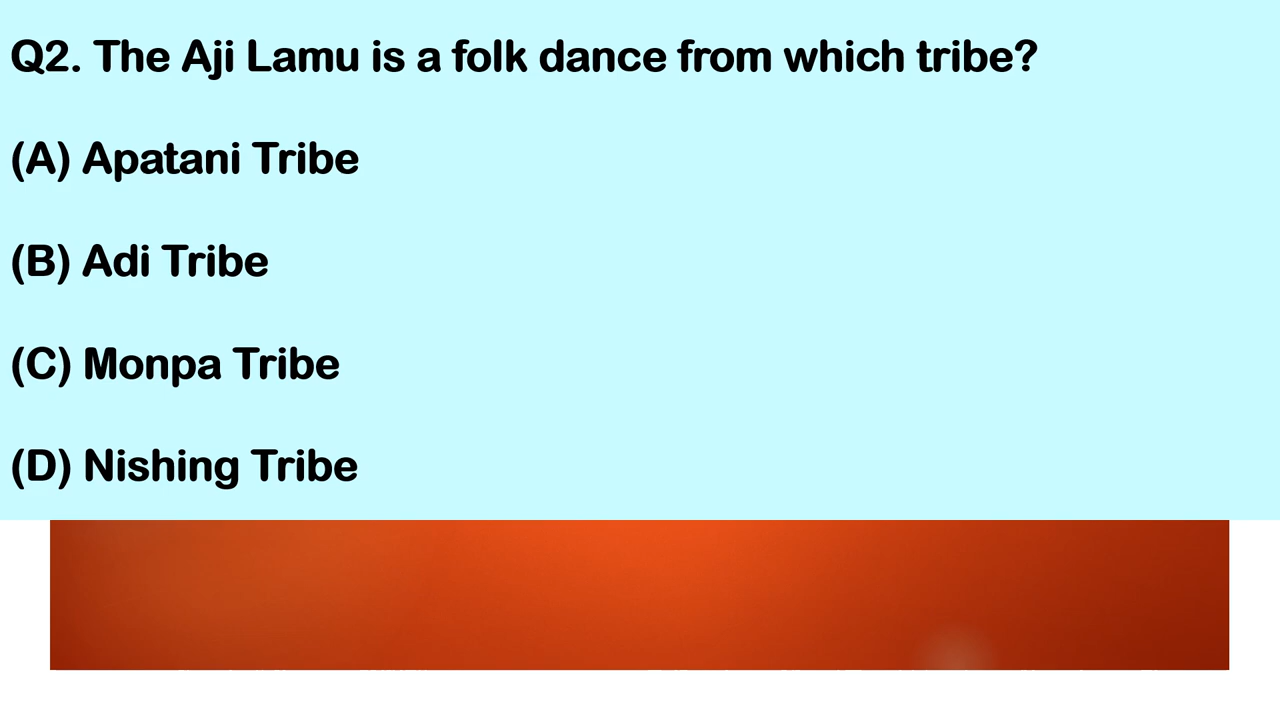 Q2. The Aji Lamu is a folk dance from which tribe?
(A) Apatani Tribe
(B) Adi Tribe
(C) Monpa Tribe
(D) Nishing Tribe